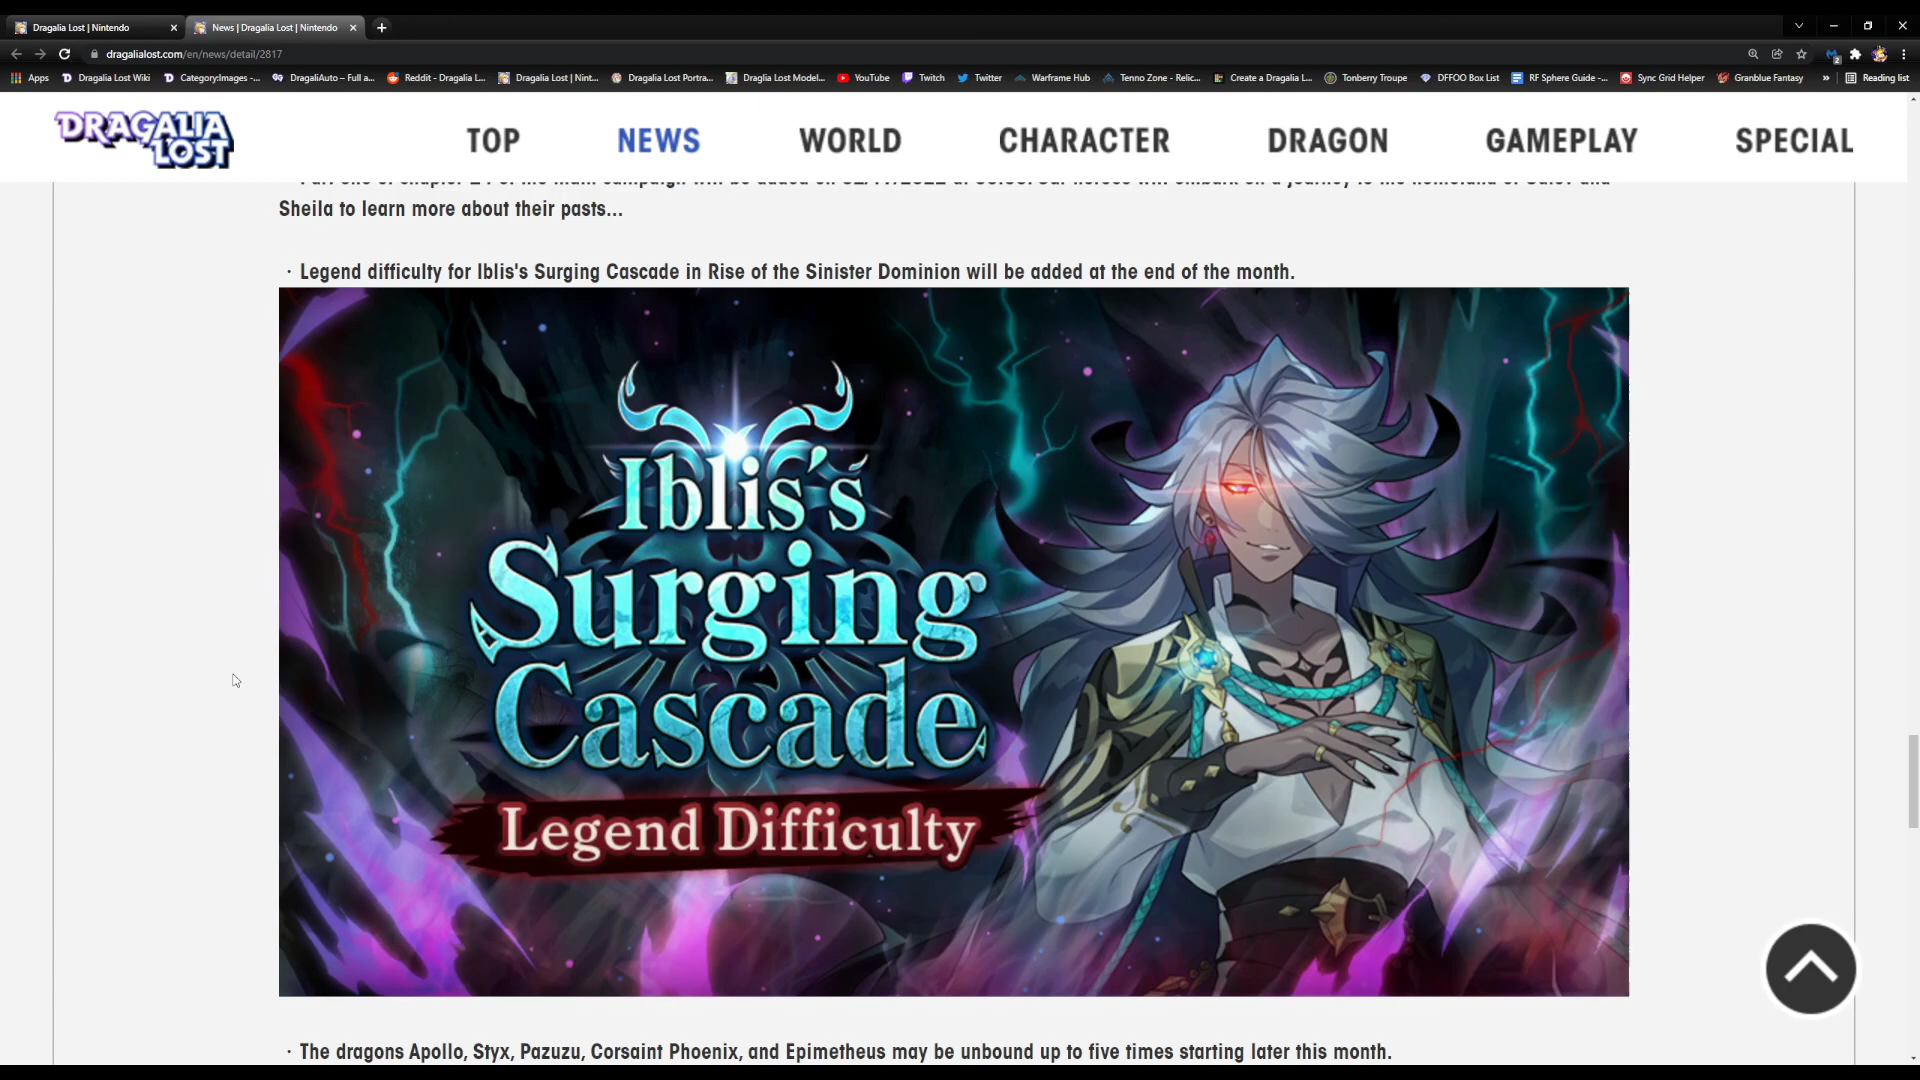 Dragalia Lost | Nintendo
News | Dragalia Lost | Nintendo
dragalialost.com/en/news/detail/2817
Apps Dragalia Lost Wiki Category:Images -... DragaliAuto – Full a... Reddit - Dragalia L... Dragalia Lost | Nint... Dragalia Lost Portra... Draglia Lost Model... YouTube Twitch Twitter Warframe Hub Tenno Zone - Relic... Create a Dragalia L... Tonberry Troupe DFFOO Box List RF Sphere Guide -... Sync Grid Helper Granblue Fantasy » Reading list
DRAGALIA LOST
TOP NEWS WORLD CHARACTER DRAGON GAMEPLAY SPECIAL
Sheila to learn more about their pasts...
· Legend difficulty for Iblis's Surging Cascade in Rise of the Sinister Dominion will be added at the end of the month.
Iblis's
Surging
Cascade
Legend Difficulty
· The dragons Apollo, Styx, Pazuzu, Corsaint Phoenix, and Epimetheus may be unbound up to five times starting later this month.